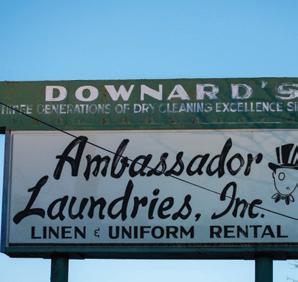 DOWNARD'S
THREE GENERATIONS OF DRY CLEANING EXCELLENCE
Ambassador
Laundries, Inc.
LINEN & UNIFORM RENTAL